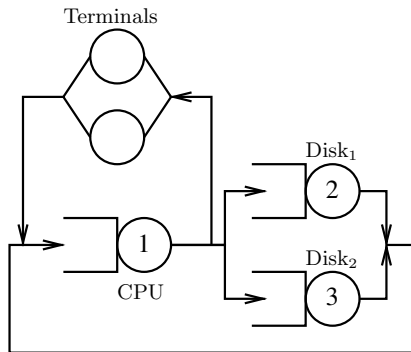 Terminals
Disk₁
2
1
Disk₂
CPU
3